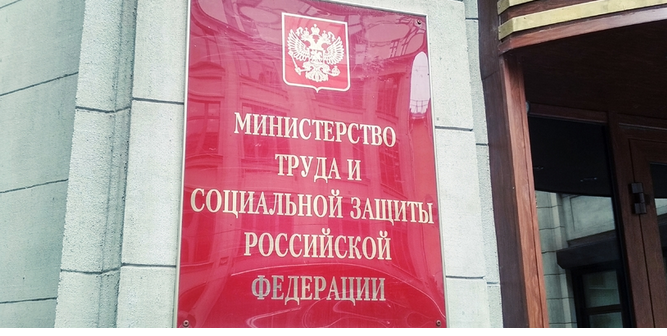 МИНИСТЕРСТВО
ТРУДА И
СОЦИАЛЬНОЙ ЗАЩИТЫ
РОССИЙСКОЙ
ФЕДЕРАЦИИ